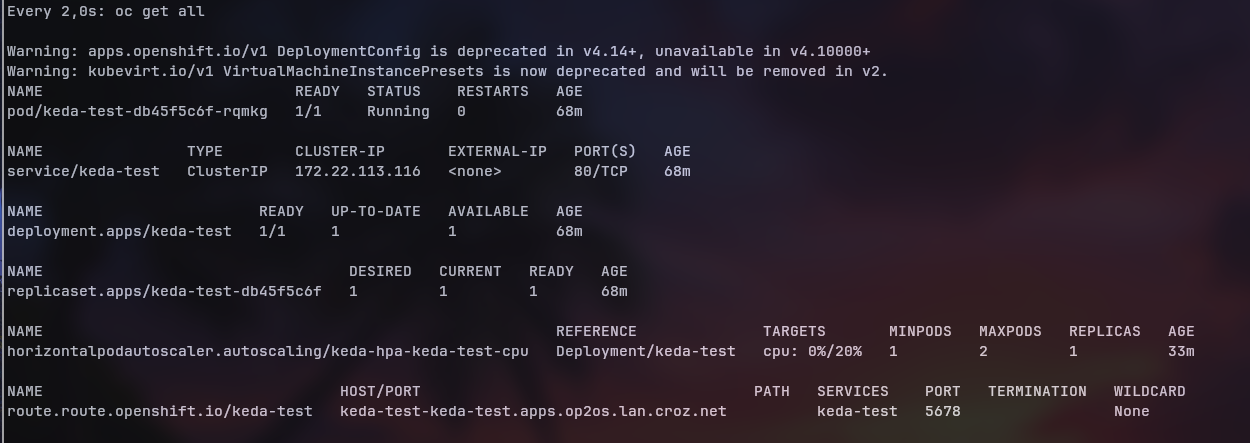 Every 2,0s: oc get all
Warning: apps.openshift.io/v1 DeploymentConfig is deprecated in v4.14+, unavailable in v4.10000+
Warning: kubevirt.io/v1 VirtualMachineInstancePresets is now deprecated and will be removed in v2.
NAME READY STATUS RESTARTS AGE
pod/keda-test-db45f5c6f-rqmkg 1/1 Running 0 68m
NAME TYPE CLUSTER-IP EXTERNAL-IP PORT(S) AGE
service/keda-test ClusterIP 172.22.113.116 <none> 80/TCP 68m
NAME READY UP-TO-DATE AVAILABLE AGE
deployment.apps/keda-test 1/1 1 1 68m
NAME DESIRED CURRENT READY AGE
replicaset.apps/keda-test-db45f5c6f 1 1 1 68m
NAME REFERENCE TARGETS MINPODS MAXPODS REPLICAS AGE
horizontalpodautoscaler.autoscaling/keda-hpa-keda-test-cpu Deployment/keda-test cpu: 0%/20% 1 2 1 33m
NAME HOST/PORT PATH SERVICES PORT TERMINATION WILDCARD
route.route.openshift.io/keda-test keda-test-keda-test.apps.op2os.lan.croz.net keda-test 5678 None